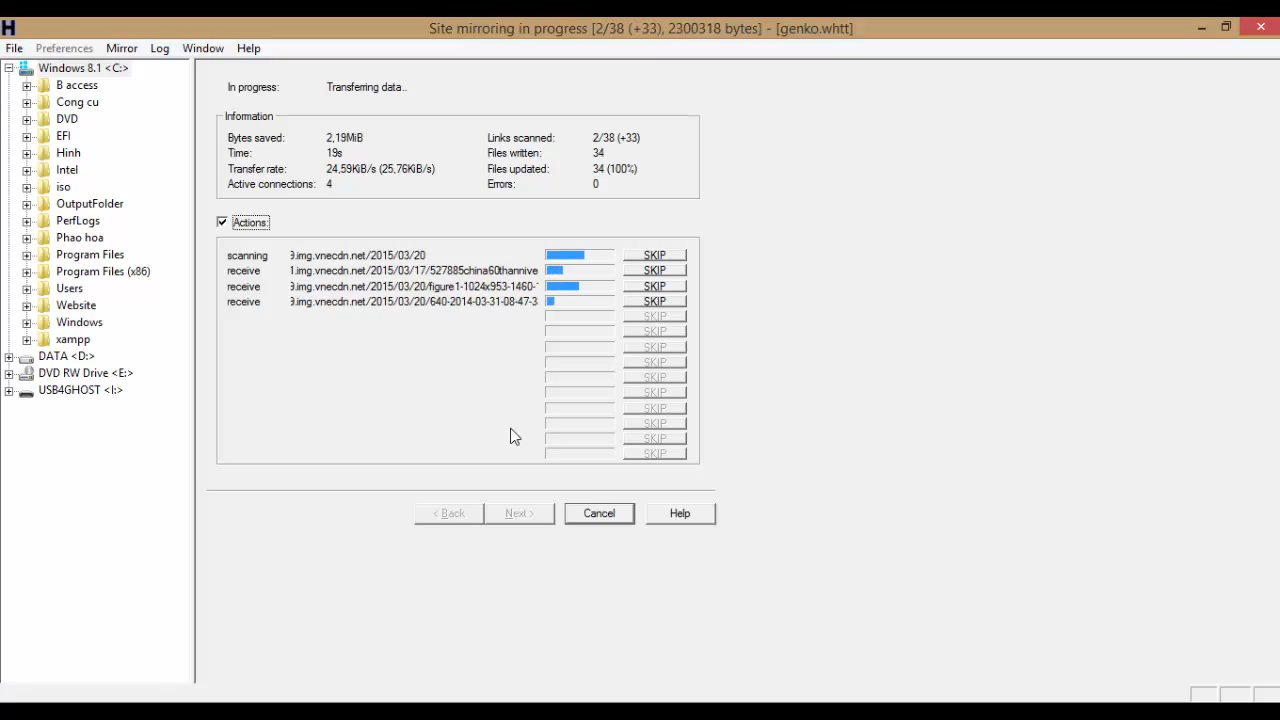 H
Site mirroring in progress [2/38 (+33), 2300318 bytes] - [genko.whtt]
File Preferences Mirror Log Window Help
Windows 8.1 <C:>
B access
Cong cu
DVD
EFI
Hinh
Intel
iso
OutputFolder
PerfLogs
Phao hoa
Program Files
Program Files (x86)
Users
Website
Windows
xampp
DATA <D:>
DVD RW Drive <E:>
USB4GHOST <I:>
In progress: Transferring data..
Information
Bytes saved: 2,19MiB Links scanned: 2/38 (+33)
Time: 19s Files written: 34
Transfer rate: 24,59KiB/s (25,76KiB/s) Files updated: 34 (100%)
Active connections: 4 Errors: 0
Actions:
scanning 9.img.vnecdn.net/2015/03/20 SKIP
receive 1.img.vnecdn.net/2015/03/17/527885china60thannive SKIP
receive 9.img.vnecdn.net/2015/03/20/figure1-1024x953-1460- SKIP
receive 9.img.vnecdn.net/2015/03/20/640-2014-03-31-08-47-3 SKIP
SKIP
SKIP
SKIP
SKIP
SKIP
SKIP
SKIP
SKIP
SKIP
SKIP
< Back Next > Cancel Help